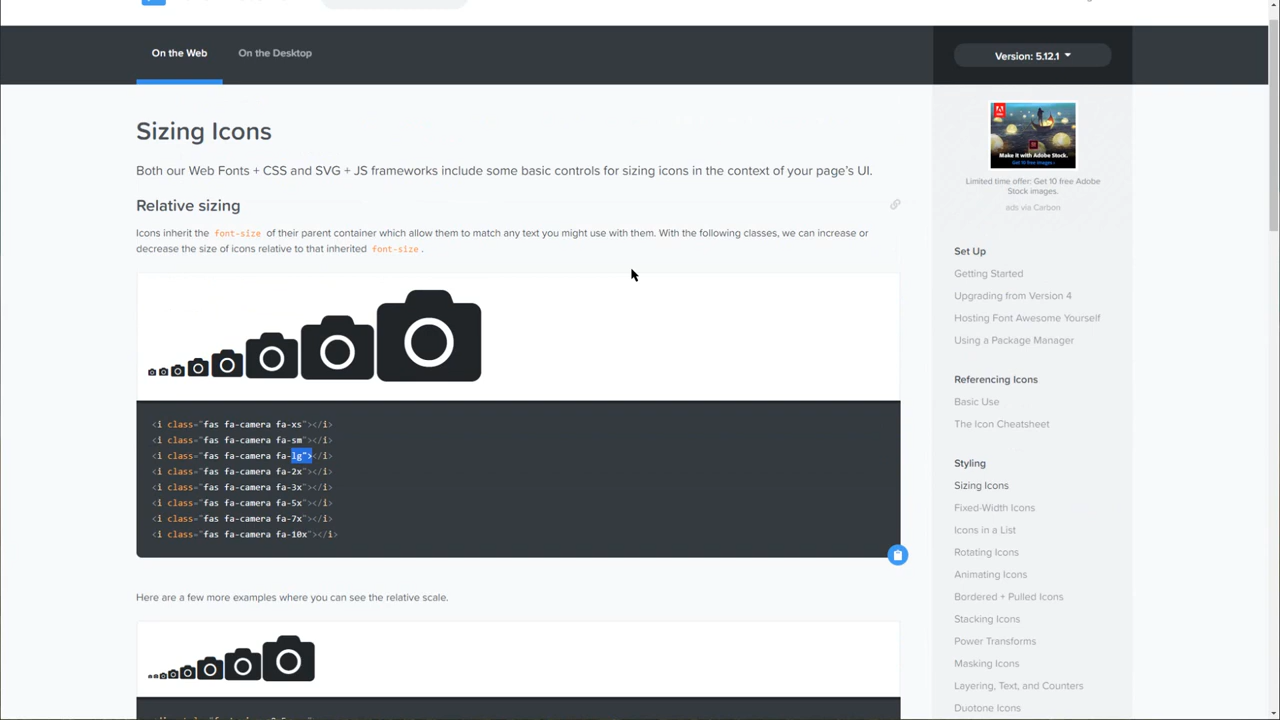 On the Web
On the Desktop
Version: 5.12.1
Sizing Icons
Both our Web Fonts + CSS and SVG + JS frameworks include some basic controls for sizing icons in the context of your page's UI.
Relative sizing
Icons inherit the font-size of their parent container which allow them to match any text you might use with them. With the following classes, we can increase or
decrease the size of icons relative to that inherited font-size .
<i class="fas fa-camera fa-xs"></i>
<i class="fas fa-camera fa-sm"></i>
<i class="fas fa-camera fa-lg"></i>
<i class="fas fa-camera fa-2x"></i>
<i class="fas fa-camera fa-3x"></i>
<i class="fas fa-camera fa-5x"></i>
<i class="fas fa-camera fa-7x"></i>
<i class="fas fa-camera fa-10x"></i>
Here are a few more examples where you can see the relative scale.
Make it with Adobe Stock.
Get 10 free images.
Limited time offer: Get 10 free Adobe
Stock images.
ads via Carbon
Set Up
Getting Started
Upgrading from Version 4
Hosting Font Awesome Yourself
Using a Package Manager
Referencing Icons
Basic Use
The Icon Cheatsheet
Styling
Sizing Icons
Fixed-Width Icons
Icons in a List
Rotating Icons
Animating Icons
Bordered + Pulled Icons
Stacking Icons
Power Transforms
Masking Icons
Layering, Text, and Counters
Duotone Icons